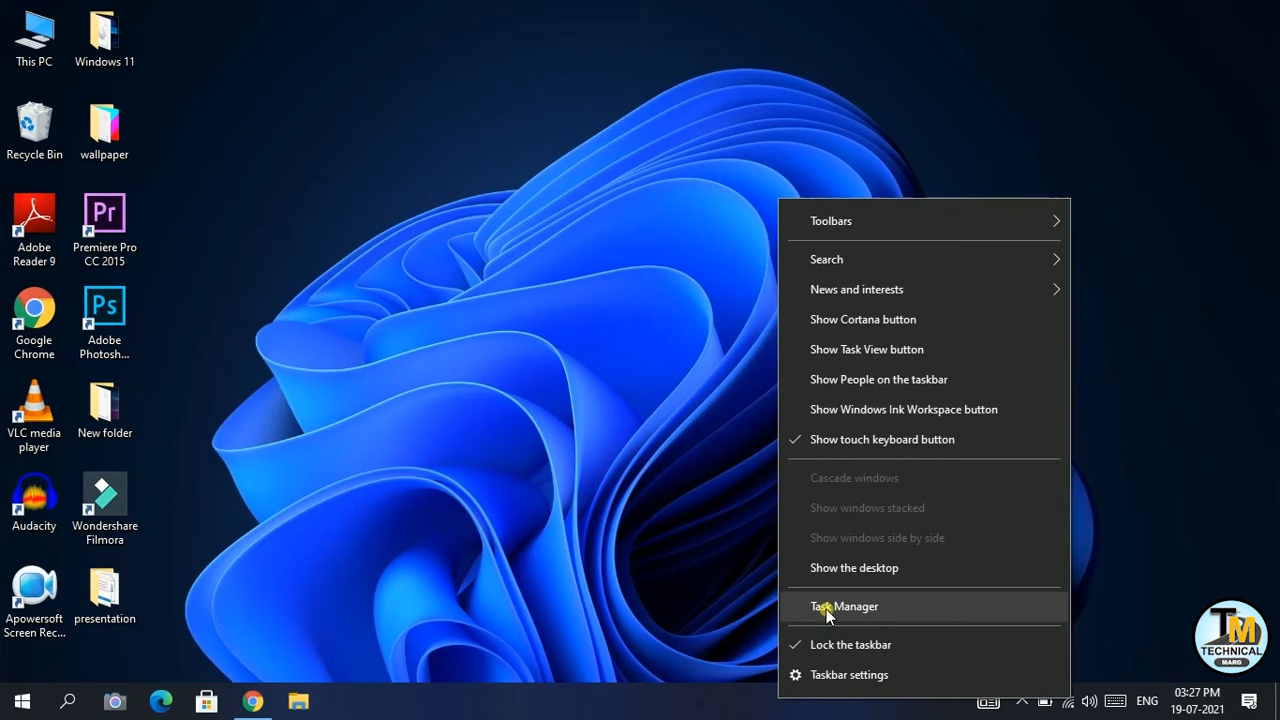 This PC
Windows 11
Recycle Bin
wallpaper
Adobe
Reader 9
Pr
Premiere Pro
CC 2015
Google
Chrome
Ps
Adobe
Photosh...
VLC media
player
New folder
Audacity
Wondershare
Filmora
Apowersoft
Screen Rec...
presentation
Toolbars
Search
News and interests
Show Cortana button
Show Task View button
Show People on the taskbar
Show Windows Ink Workspace button
Show touch keyboard button
Cascade windows
Show windows stacked
Show windows side by side
Show the desktop
Task Manager
Lock the taskbar
Taskbar settings
TM
TECHNICAL
MARG
ENG
03:27 PM
19-07-2021